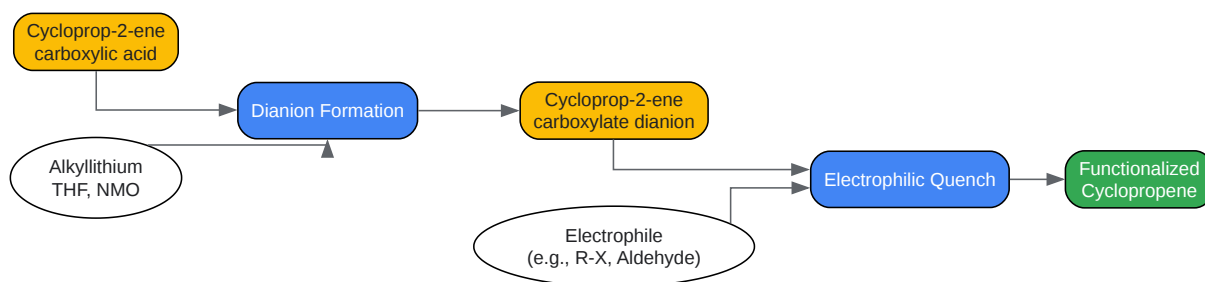 Cycloprop-2-ene
carboxylic acid
Dianion Formation
Alkyllithium
THF, NMO
Cycloprop-2-ene
carboxylate dianion
Electrophilic Quench
Electrophile
(e.g., R-X, Aldehyde)
Functionalized
Cyclopropene